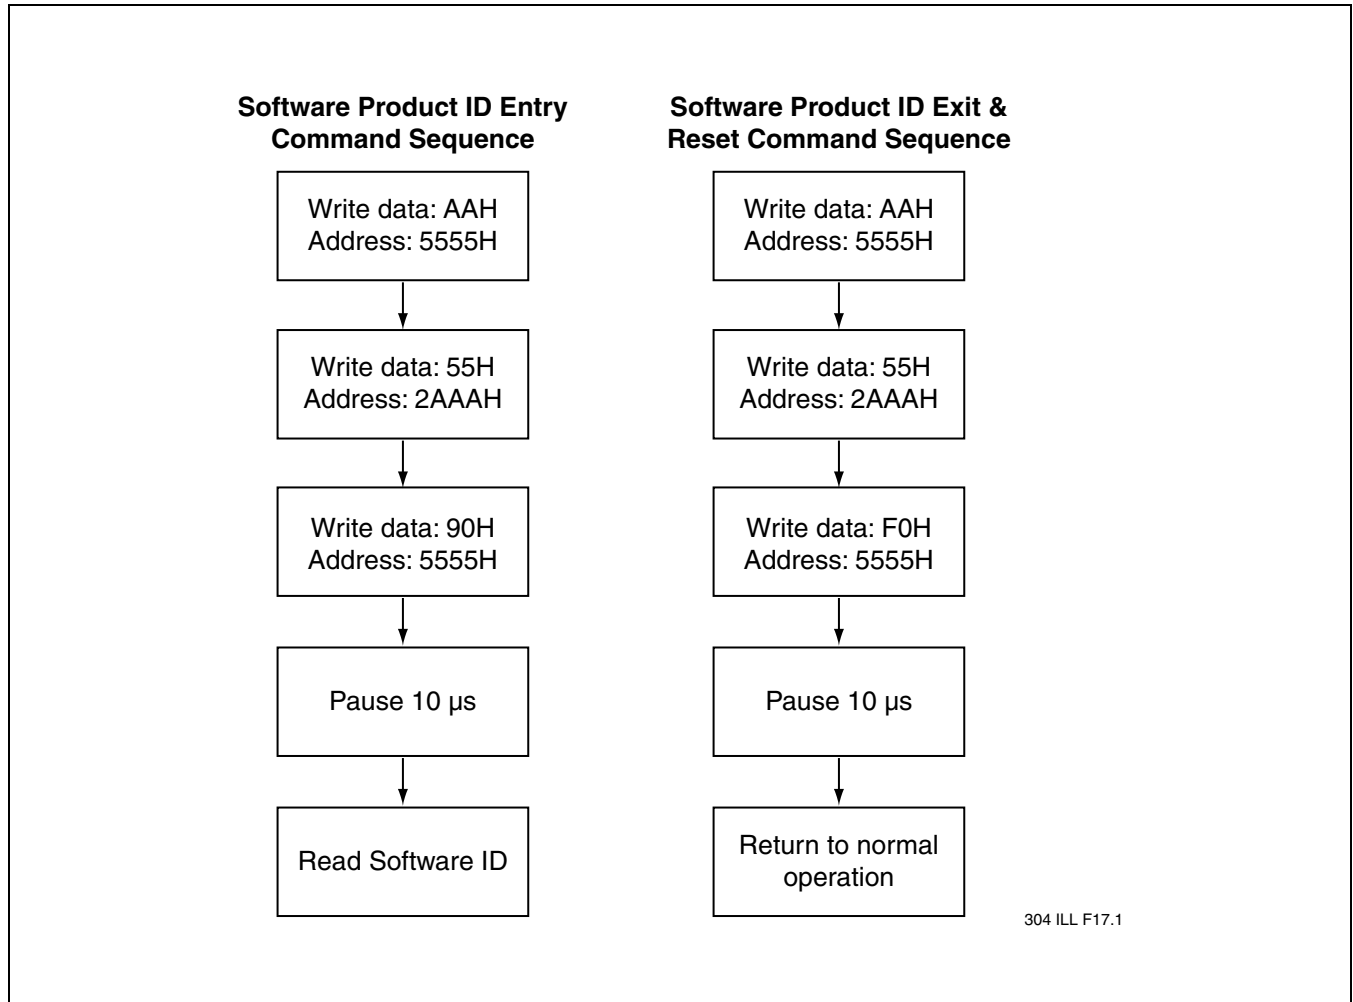 Software Product ID Entry
Command Sequence
Write data: AAH
Address: 5555H
Write data: 55H
Address: 2AAAH
Write data: 90H
Address: 5555H
Pause 10 µs
Read Software ID
Software Product ID Exit &
Reset Command Sequence
Write data: AAH
Address: 5555H
Write data: 55H
Address: 2AAAH
Write data: F0H
Address: 5555H
Pause 10 µs
Return to normal
operation
304 ILL F17.1